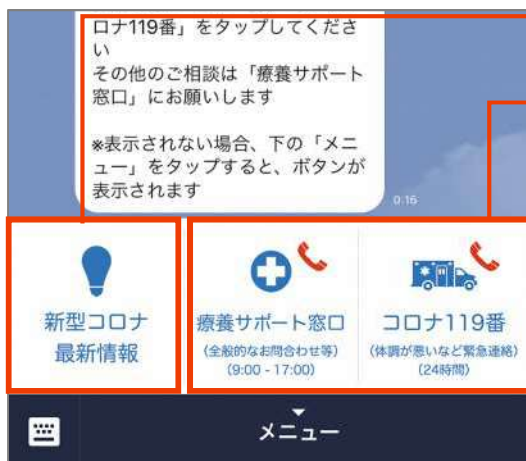 ロナ119番」をタップしてくださ
い
その他のご相談は「療養サポート
窓口」にお願いします
※表示されない場合、下の「メニ
ュー」をタップすると、ボタンが
表示されます
0:16
新型コロナ
最新情報
療養サポート窓口
(全般的なお問合わせ等)
(9:00 - 17:00)
コロナ119番
(体調が悪いなど緊急連絡)
(24時間)
メニュー